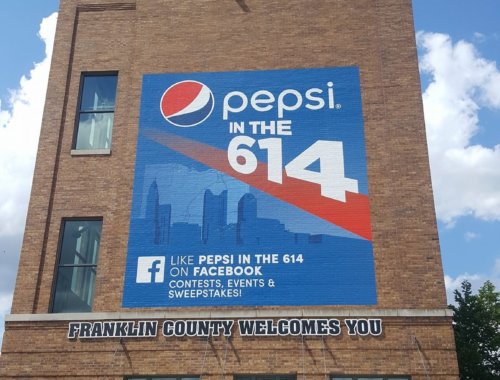 pepsi®
IN THE
614
f LIKE PEPSI IN THE 614
ON FACEBOOK
CONTESTS, EVENTS &
SWEEPSTAKES!
FRANKLIN COUNTY WELCOMES YOU